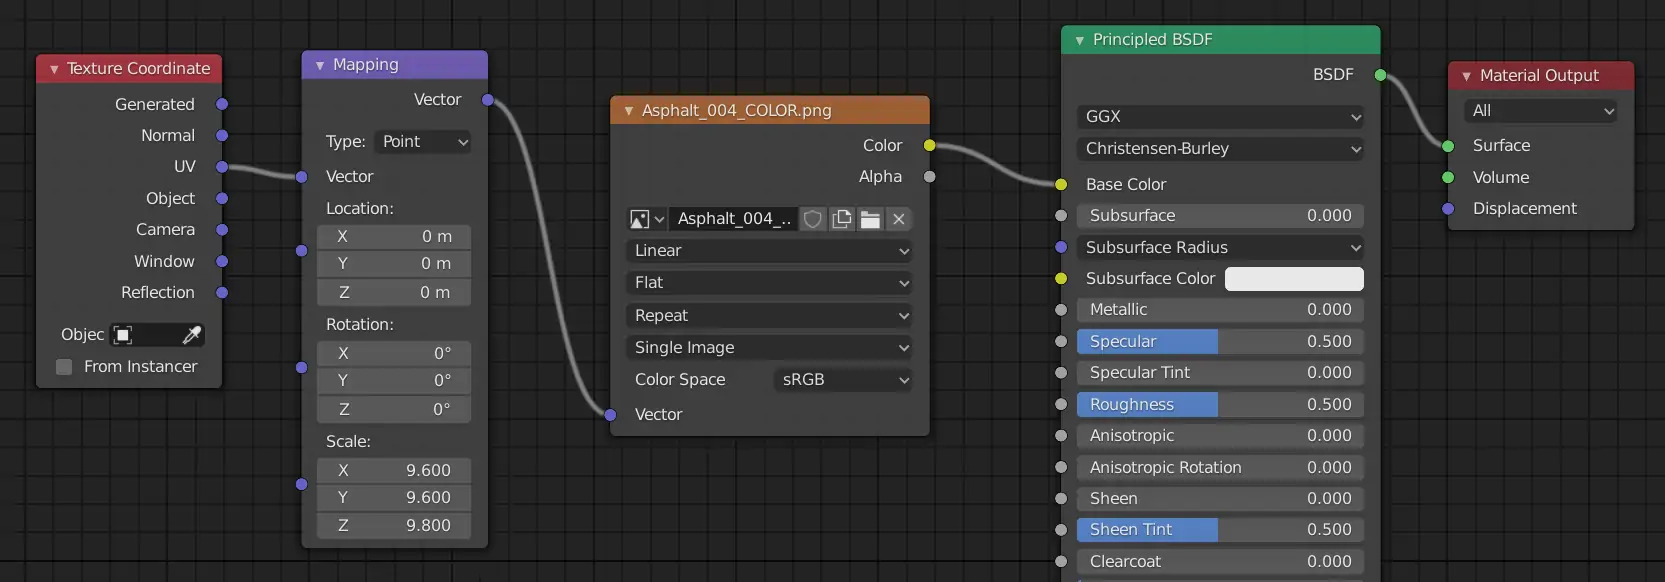 Texture Coordinate
Generated
Normal
UV
Object
Camera
Window
Reflection
Objec
From Instancer
Mapping
Vector
Type: Point
Vector
Location:
X 0 m
Y 0 m
Z 0 m
Rotation:
X 0°
Y 0°
Z 0°
Scale:
X 9.600
Y 9.600
Z 9.800
Asphalt_004_COLOR.png
Color
Alpha
Asphalt_004_..
Linear
Flat
Repeat
Single Image
Color Space sRGB
Vector
Principled BSDF
BSDF
GGX
Christensen-Burley
Base Color
Subsurface 0.000
Subsurface Radius
Subsurface Color
Metallic 0.000
Specular 0.500
Specular Tint 0.000
Roughness 0.500
Anisotropic 0.000
Anisotropic Rotation 0.000
Sheen 0.000
Sheen Tint 0.500
Clearcoat 0.000
Material Output
All
Surface
Volume
Displacement